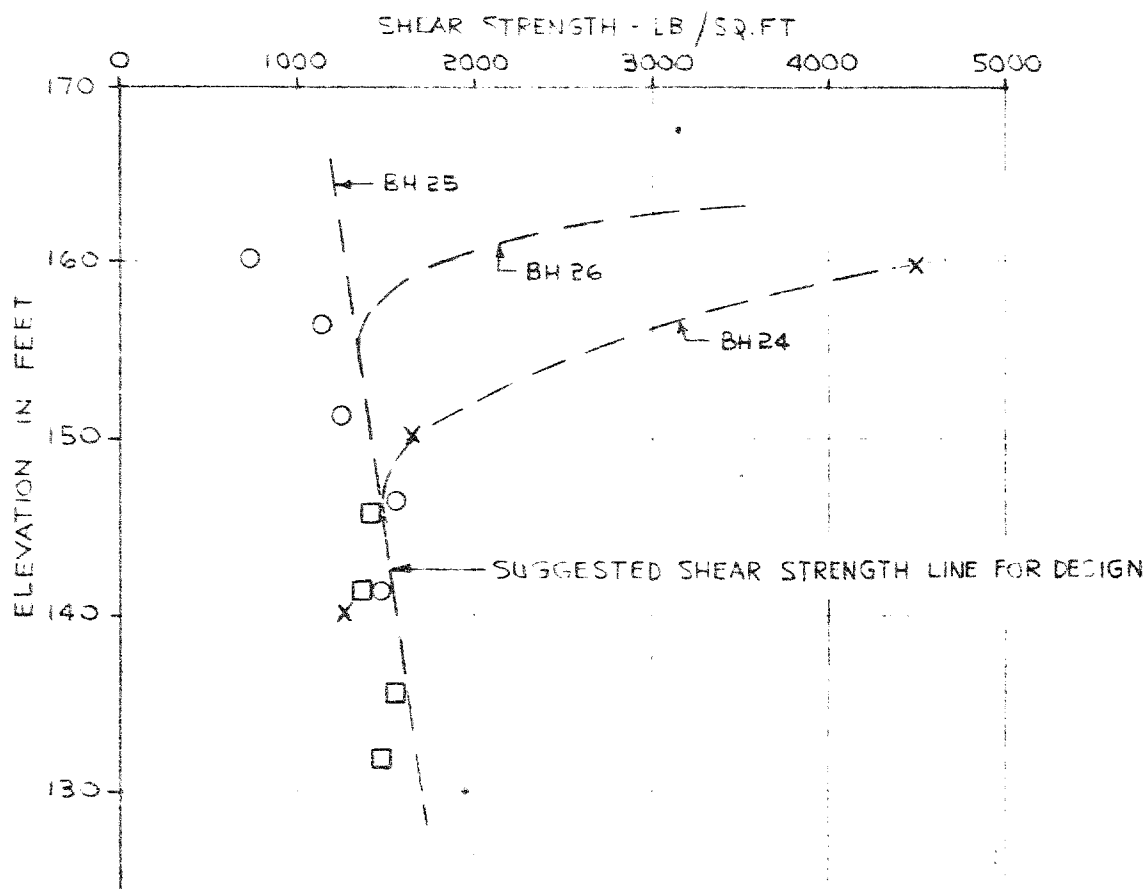 SHEAR STRENGTH - LB/SQ.FT
0 1000 2000 3000 4000 5000
170
BH 25
160
BH 26
BH 24
150
SUGGESTED SHEAR STRENGTH LINE FOR DESIGN
140
130
ELEVATION IN FEET